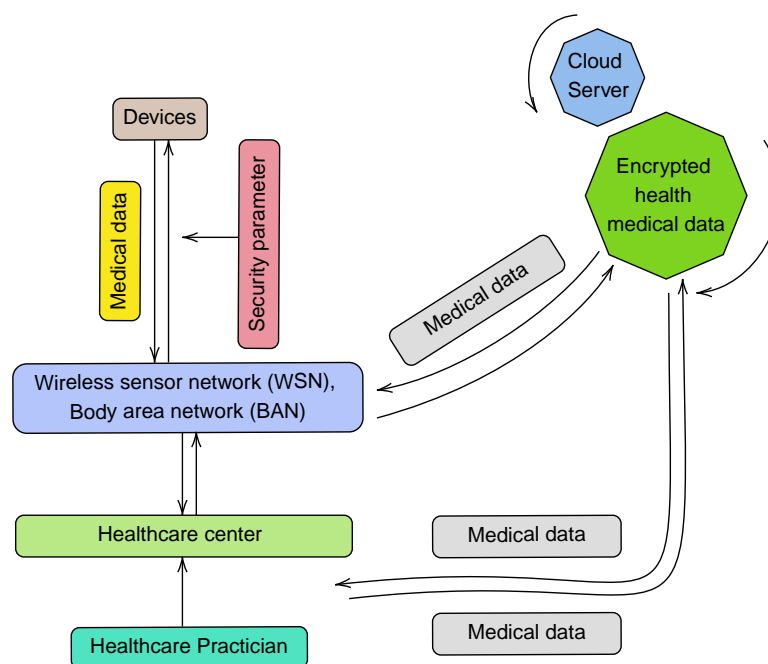 Cloud
Server
Devices
Encrypted
health
medical data
Medical data
Security parameter
Medical data
Wireless sensor network (WSN),
Body area network (BAN)
Healthcare center
Medical data
Healthcare Practician
Medical data